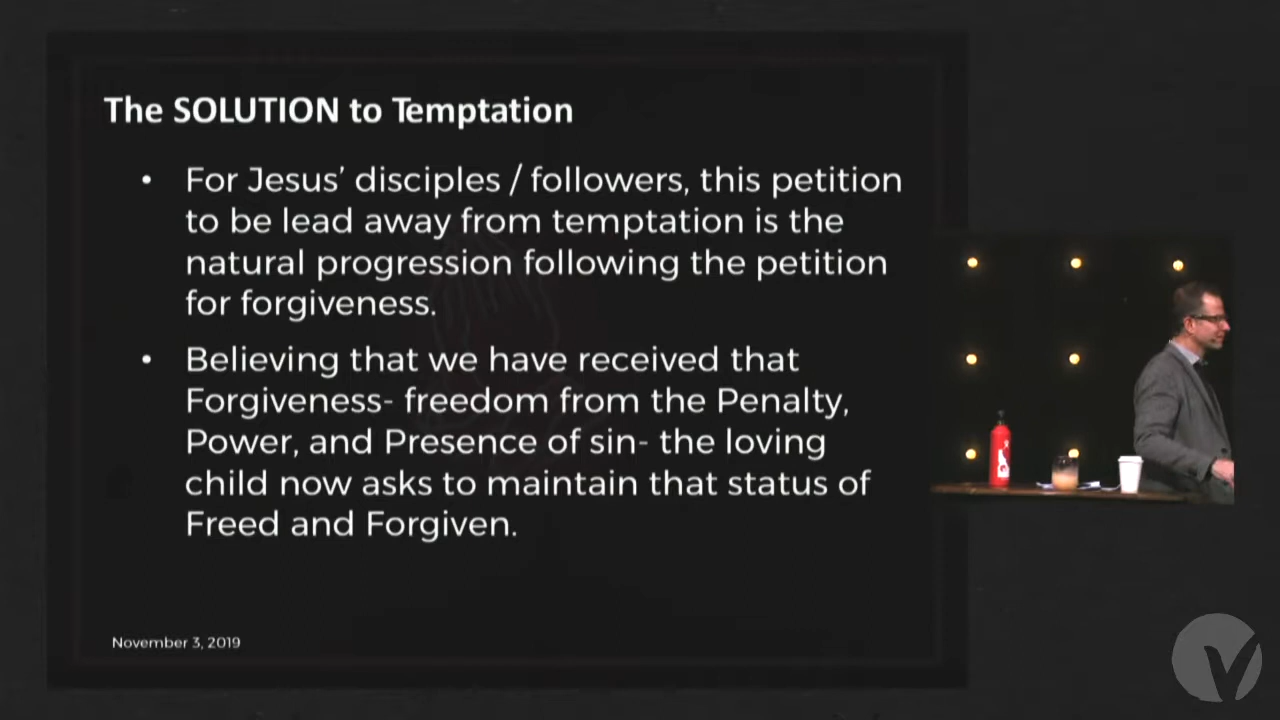 The SOLUTION to Temptation
• For Jesus’ disciples / followers, this petition
to be lead away from temptation is the
natural progression following the petition
for forgiveness.
• Believing that we have received that
Forgiveness- freedom from the Penalty,
Power, and Presence of sin- the loving
child now asks to maintain that status of
Freed and Forgiven.
November 3, 2019